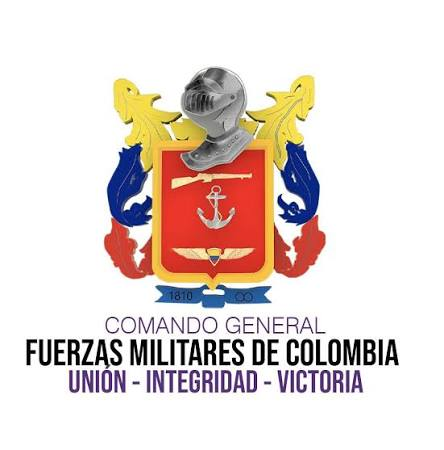 1810 ∞
COMANDO GENERAL
FUERZAS MILITARES DE COLOMBIA
UNIÓN - INTEGRIDAD - VICTORIA